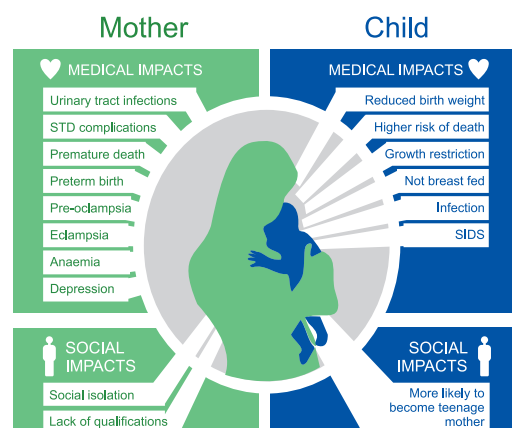 Mother
MEDICAL IMPACTS
Urinary tract infections
STD complications
Premature death
Preterm birth
Pre-oclampsia
Eclampsia
Anaemia
Depression
SOCIAL
IMPACTS
Social isolation
Lack of qualifications
Child
MEDICAL IMPACTS
Reduced birth weight
Higher risk of death
Growth restriction
Not breast fed
Infection
SIDS
SOCIAL
IMPACTS
More likely to
become teenage
mother